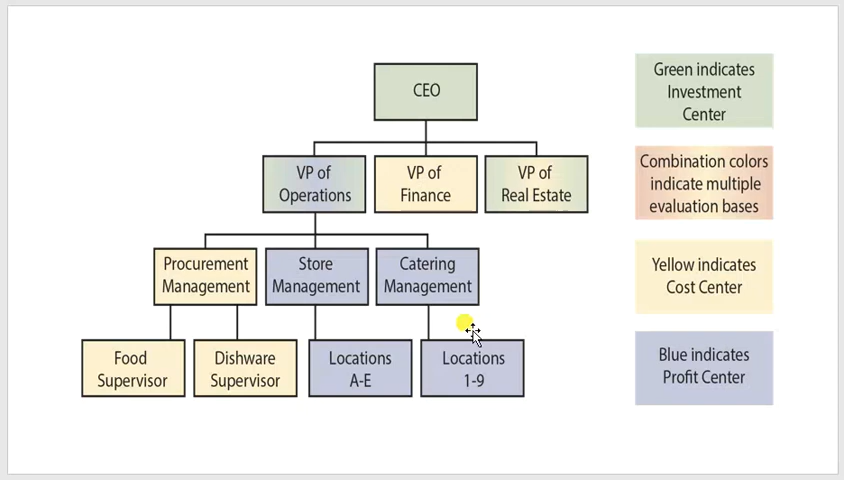 CEO
VP of
Operations
VP of
Finance
VP of
Real Estate
Procurement
Management
Store
Management
Catering
Management
Food
Supervisor
Dishware
Supervisor
Locations
A-E
Locations
1-9
Green indicates
Investment
Center
Combination colors
indicate multiple
evaluation bases
Yellow indicates
Cost Center
Blue indicates
Profit Center